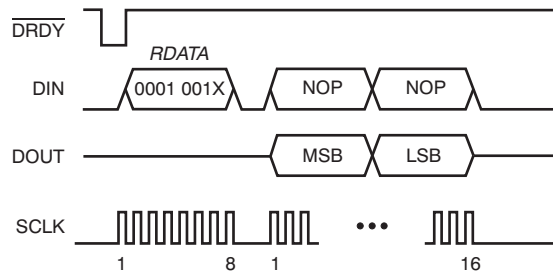 DRDY
RDATA
DIN
0001 001X
NOP
NOP
DOUT
MSB
LSB
SCLK
1
8
1
16